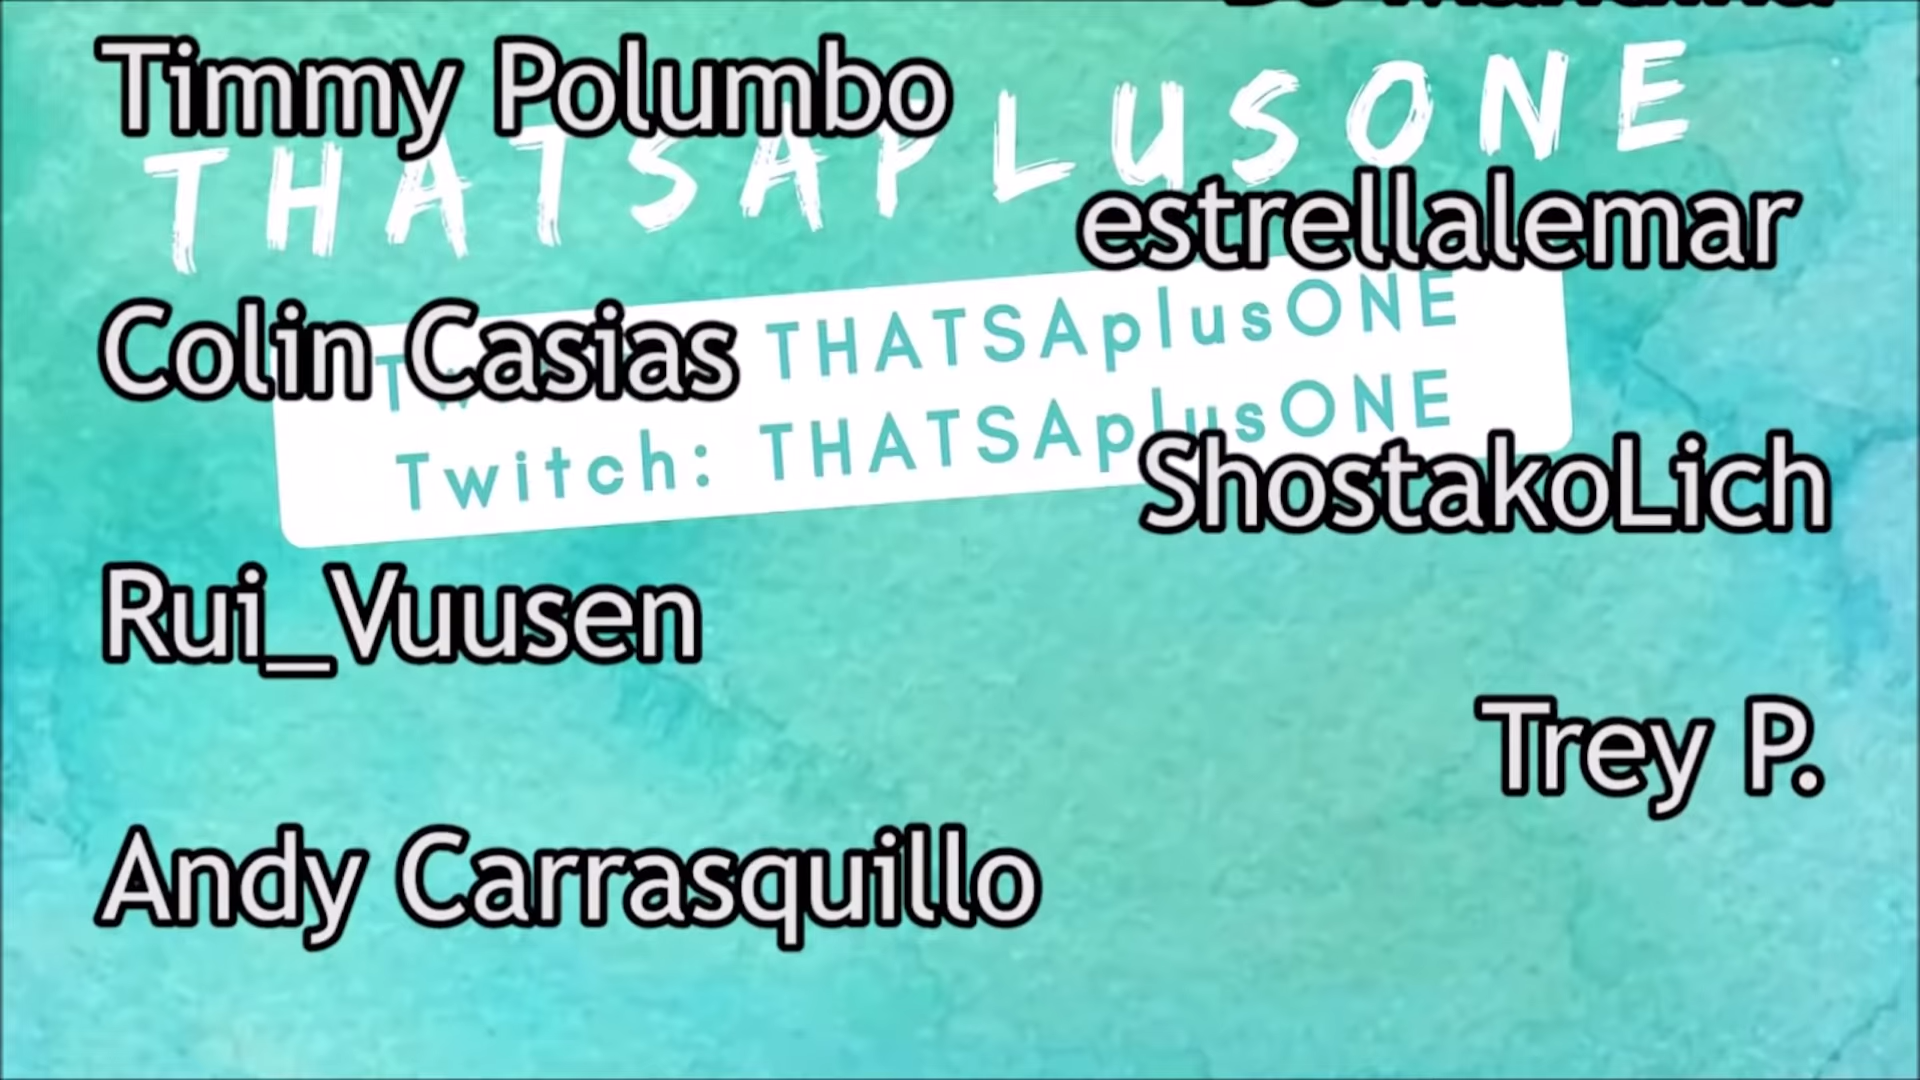 Timmy Polumbo
THATSAPLUSONE
estrellalemar
Colin Casias
THATSAplusONE
Twitch: THATSAplusONE
ShostakoLich
Rui_Vuusen
Trey P.
Andy Carrasquillo